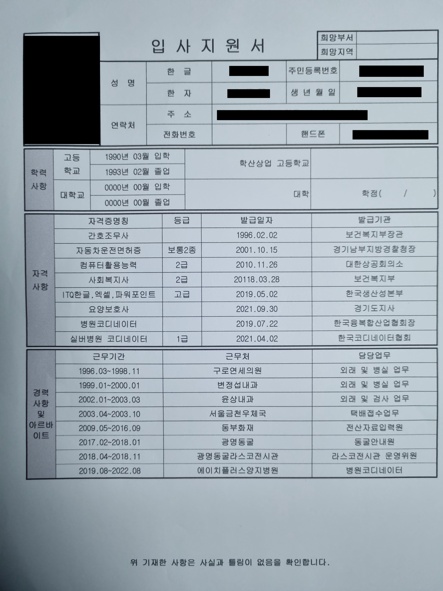 입사지원서
희망부서
희망지역
성 명 한 글 주민등록번호
한 자 생 년 월 일
연락처 주 소
전화번호 핸드폰
학력사항 고등학교 1990년 03월 입학 학산상업 고등학교
1993년 02월 졸업
대학교 0000년 00월 입학 대학 학점( / )
0000년 00월 졸업
자격사항 자격증명칭 등급 발급일자 발급기관
간호조무사 1996.02.02 보건복지부장관
자동차운전면허증 보통2종 2001.10.15 경기남부지방경찰청장
컴퓨터활용능력 2급 2010.11.26 대한상공회의소
사회복지사 2급 20118.03.28 보건복지부
ITQ한글,엑셀,파워포인트 고급 2019.05.02 한국생산성본부
요양보호사 2021.09.30 경기도지사
병원코디네이터 2019.07.22 한국융복합산업협회장
실버병원 코디네이터 1급 2021.04.02 한국코디네이터협회
경력사항 및 아르바이트 근무기간 근무처 담당업무
1996.03~1998.11 구로연세의원 외래 및 병실 업무
1999.01~2000.01 변정섭내과 외래 및 병실 업무
2002.01~2003.03 윤상내과 외래 및 검사 업무
2003.04~2003.10 서울금천우체국 택배접수업무
2009.05~2016.09 동부화재 전산자료입력원
2017.02~2018.01 광명동굴 동굴안내원
2018.04~2018.11 광명동굴라스코전시관 라스코전시관 운영위원
2019.08~2022.08 에이치플러스양지병원 병원코디네이터
위 기재한 사항은 사실과 틀림이 없음을 확인합니다.